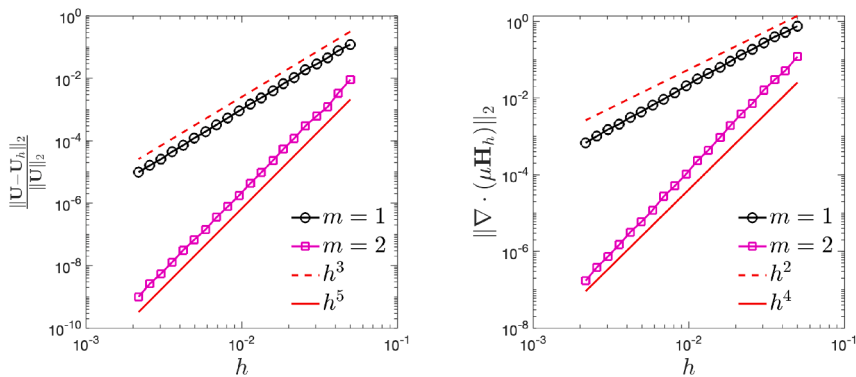 10^0
10^-2
10^-4
10^-6
10^-8
10^-10
10^-3
10^-2
10^-1
h
‖U−U_h‖_2
‖U‖_2
m = 1
m = 2
h^3
h^5
10^0
10^-2
10^-4
10^-6
10^-8
10^-3
10^-2
10^-1
h
‖∇ · (μH_h)‖_2
m = 1
m = 2
h^2
h^4